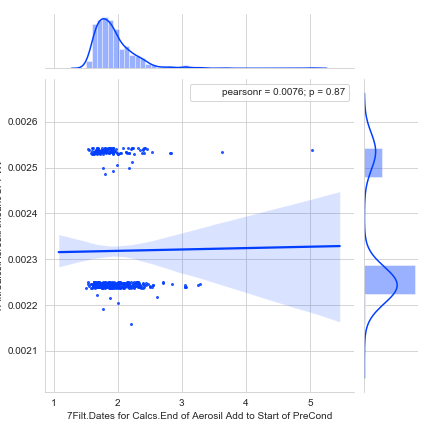 pearsonr = 0.0076; p = 0.87
0.0026
0.0025
0.0024
0.0023
0.0022
0.0021
1 2 3 4 5
7Filt.Dates for Calcs.End of Aerosil Add to Start of PreCond